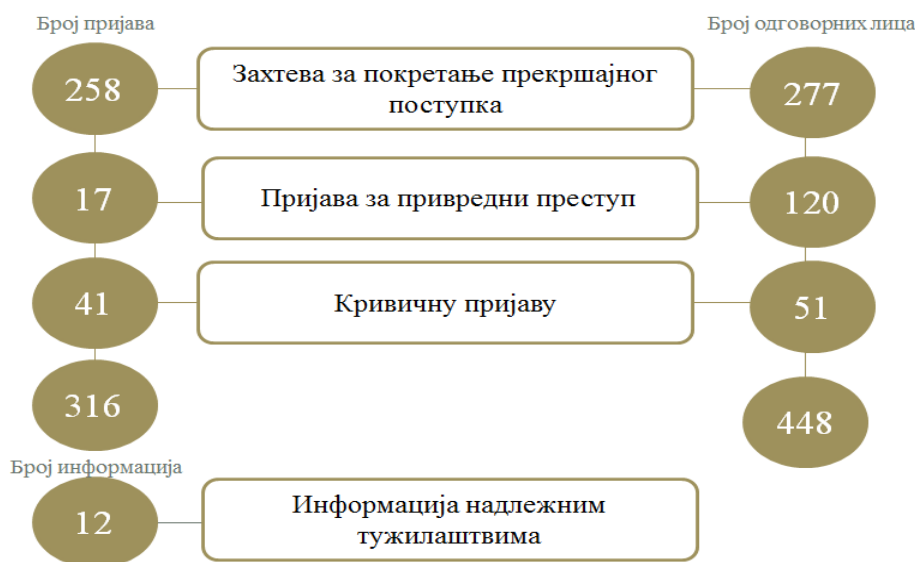 Број пријава
Број одговорних лица
258
Захтева за покретање прекршајног
поступка
277
17
Пријава за привредни преступ
120
41
Кривичну пријаву
51
316
448
Број информација
12
Информација надлежним
тужилаштвима